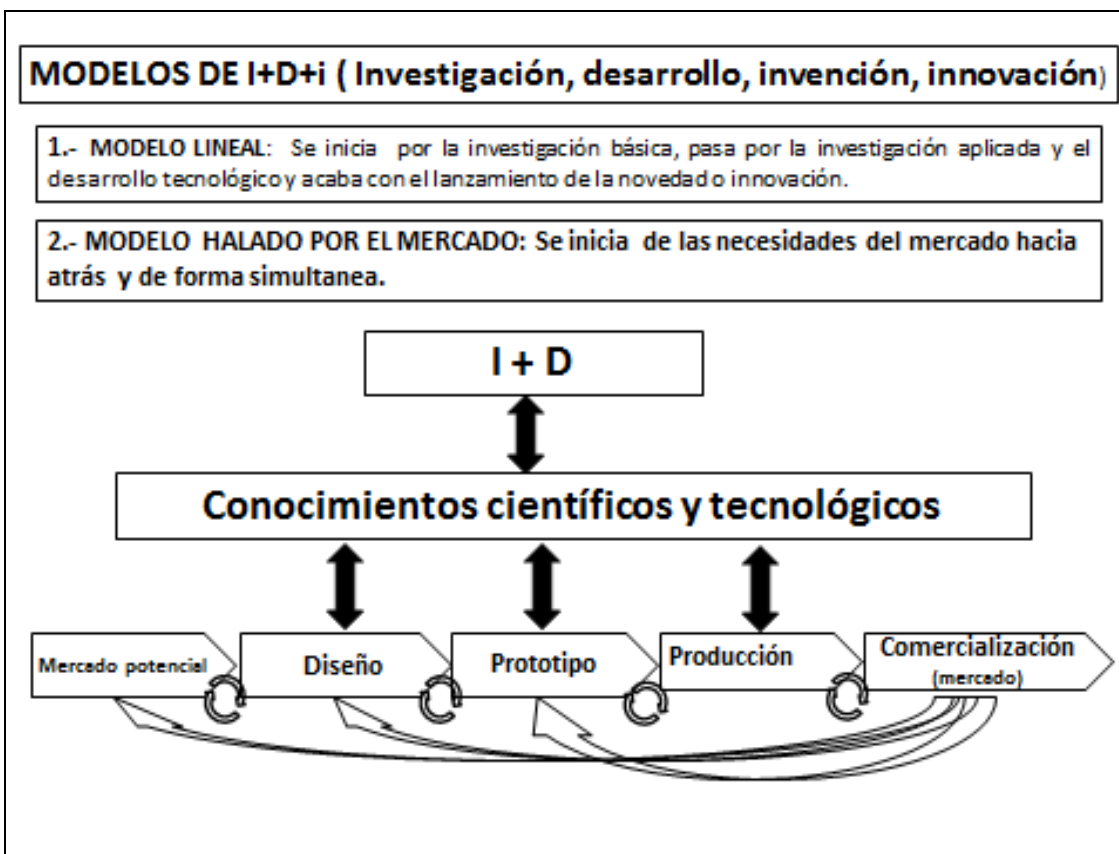 MODELOS DE I+D+i ( Investigación, desarrollo, invención, innovación)
1.- MODELO LINEAL: Se inicia por la investigación básica, pasa por la investigación aplicada y el
desarrollo tecnológico y acaba con el lanzamiento de la novedad o innovación.
2.- MODELO HALADO POR EL MERCADO: Se inicia de las necesidades del mercado hacia
atrás y de forma simultanea.
I + D
Conocimientos científicos y tecnológicos
Mercado potencial
Diseño
Prototipo
Producción
Comercialización
(mercado)